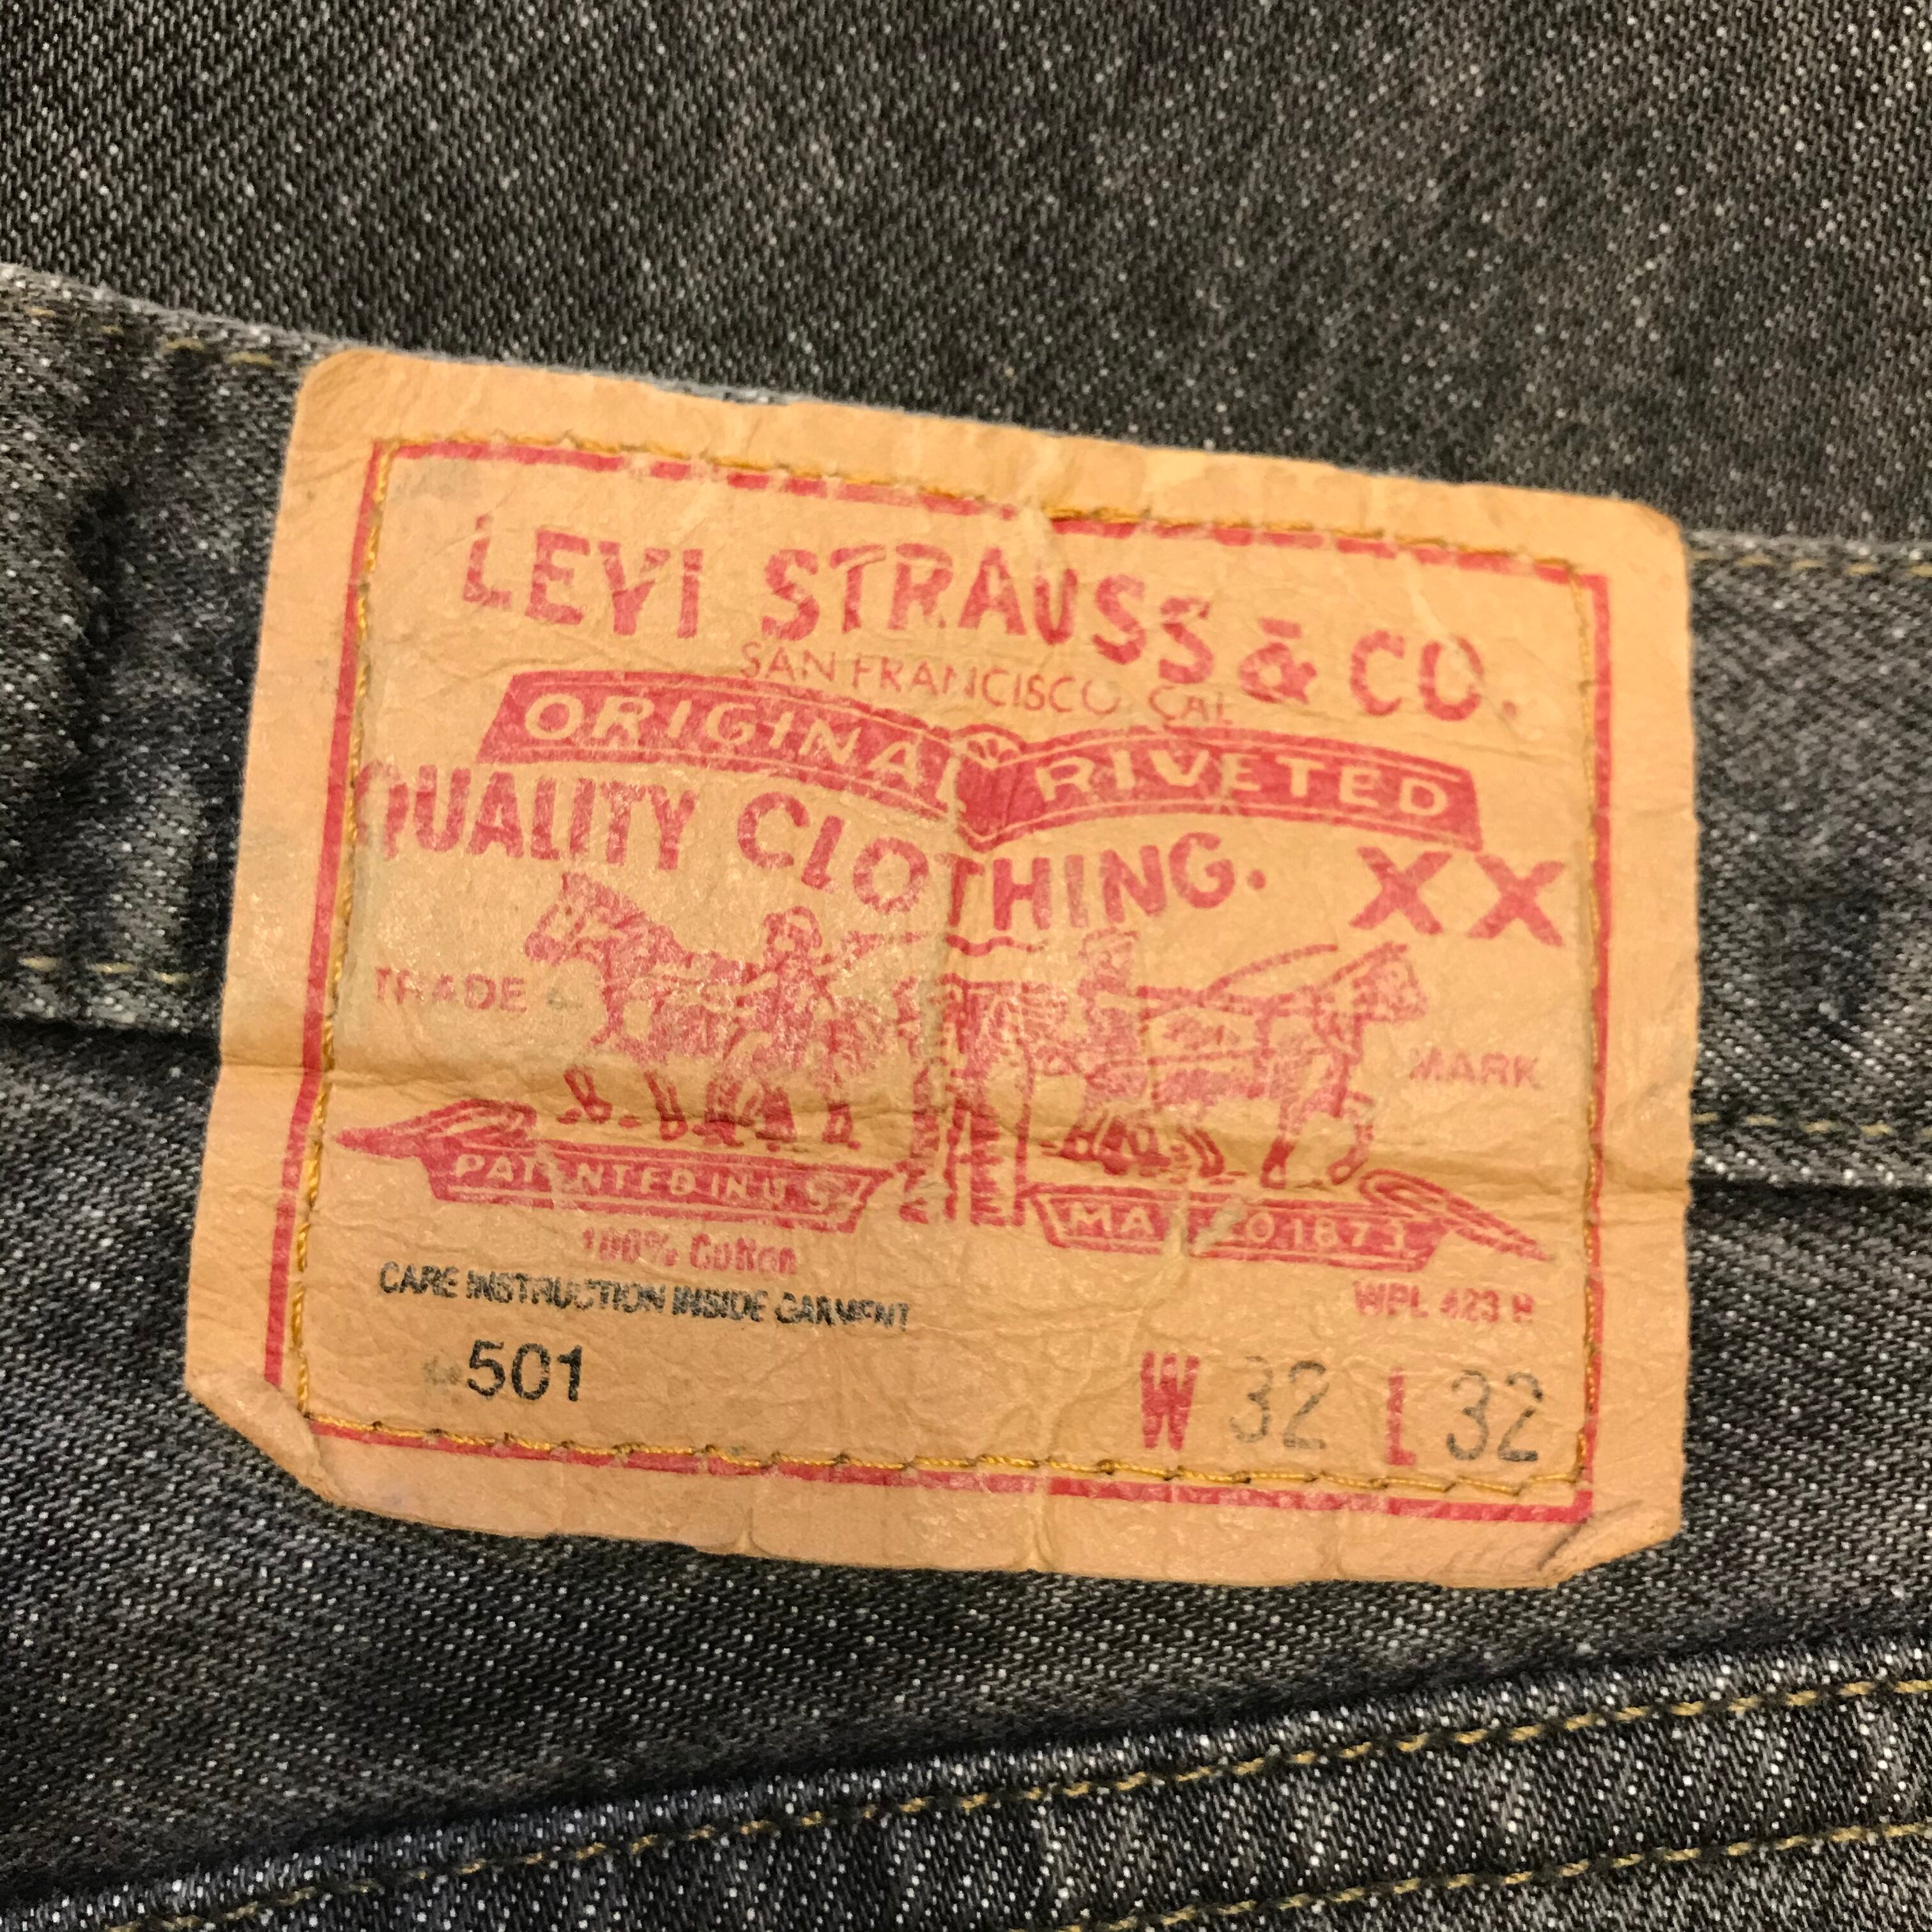 LEVI STRAUSS & CO.
SAN FRANCISCO CAL
ORIGINAL RIVETED
QUALITY CLOTHING. XX
TRADE MARK
PATENTED IN U.S. MAY 20 1873
100% Cotton
CARE INSTRUCTION INSIDE GARMENT
WPL 423
501
W 32 L 32